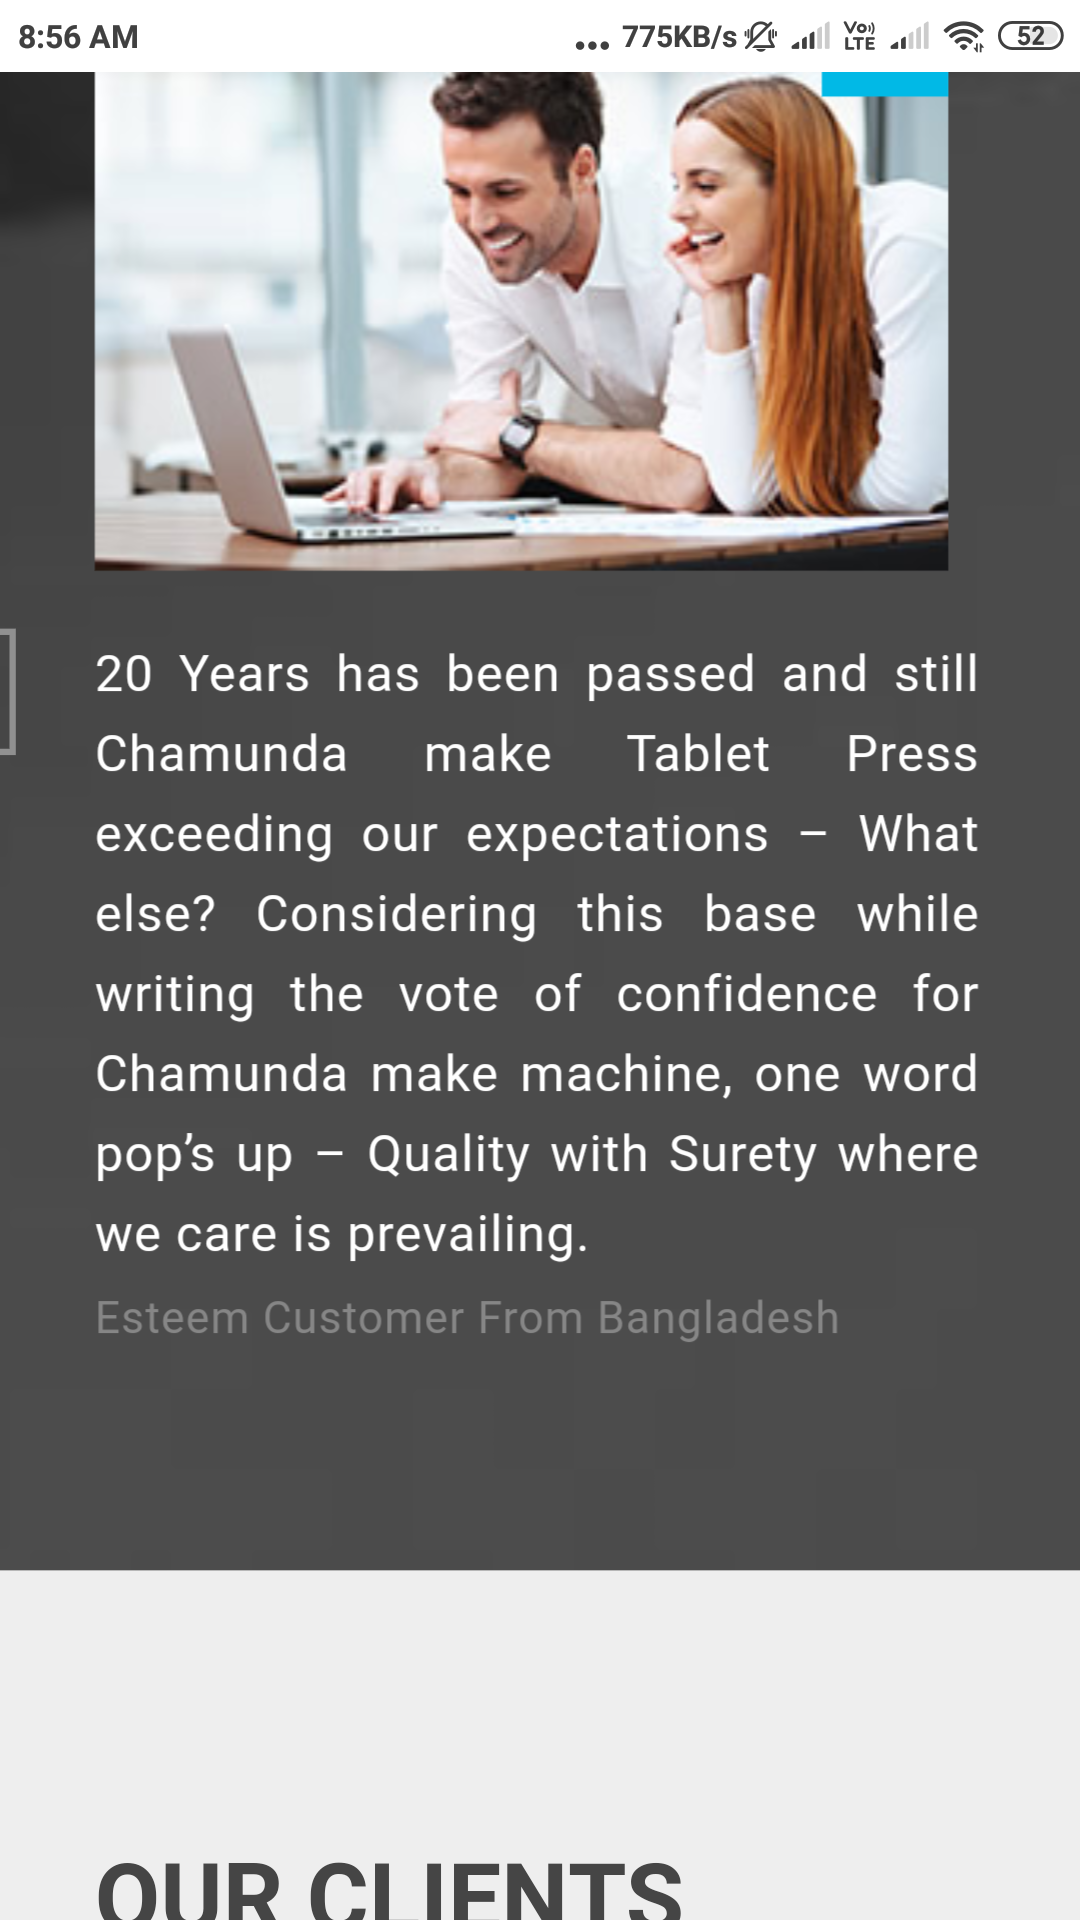 8:56 AM
... 775KB/s Vo)) LTE 52
20 Years has been passed and still
Chamunda make Tablet Press
exceeding our expectations – What
else? Considering this base while
writing the vote of confidence for
Chamunda make machine, one word
pop’s up – Quality with Surety where
we care is prevailing.
Esteem Customer From Bangladesh
OUR CLIENTS